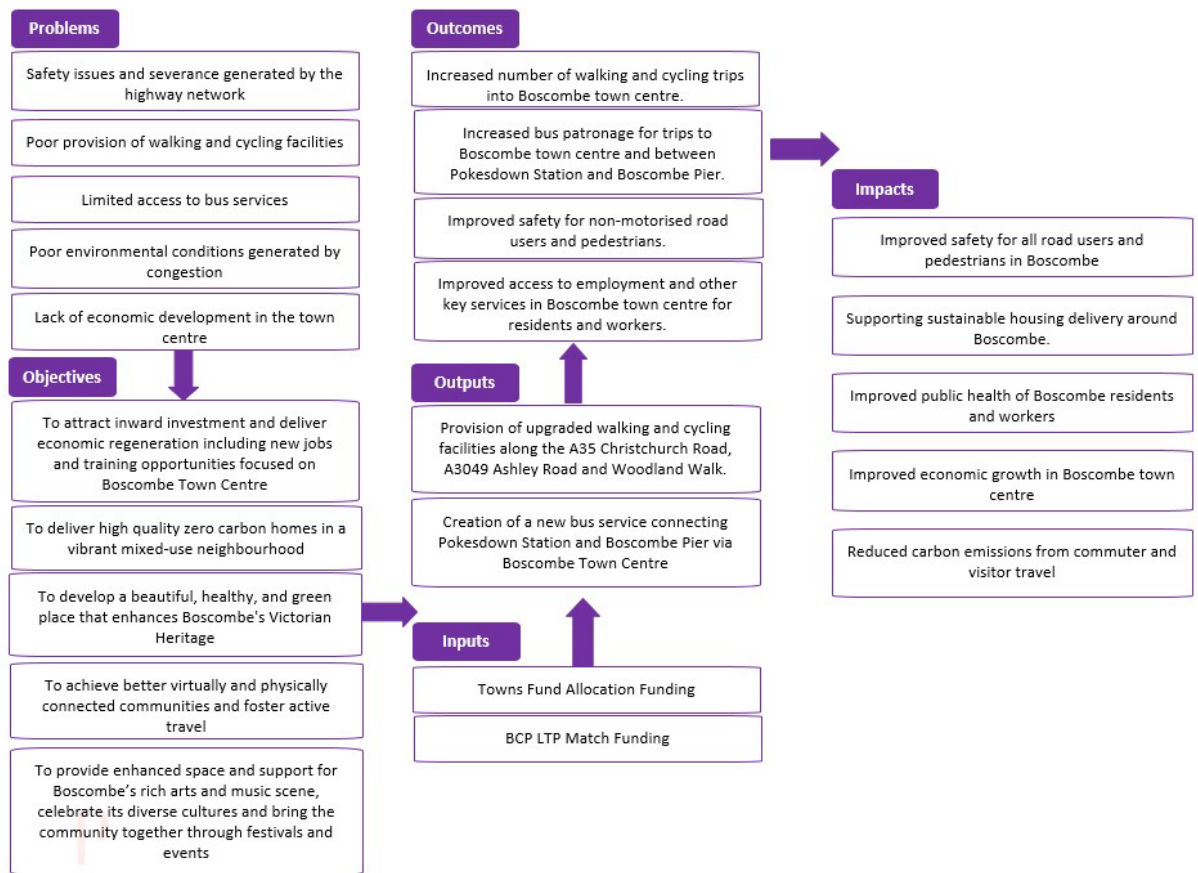 Problems
Safety issues and severance generated by the
highway network
Poor provision of walking and cycling facilities
Limited access to bus services
Poor environmental conditions generated by
congestion
Lack of economic development in the town
centre
Objectives
To attract inward investment and deliver
economic regeneration including new jobs
and training opportunities focused on
Boscombe Town Centre
To deliver high quality zero carbon homes in a
vibrant mixed-use neighbourhood
To develop a beautiful, healthy, and green
place that enhances Boscombe's Victorian
Heritage
To achieve better virtually and physically
connected communities and foster active
travel
To provide enhanced space and support for
Boscombe’s rich arts and music scene,
celebrate its diverse cultures and bring the
community together through festivals and
events
Inputs
Towns Fund Allocation Funding
BCP LTP Match Funding
Outputs
Provision of upgraded walking and cycling
facilities along the A35 Christchurch Road,
A3049 Ashley Road and Woodland Walk.
Creation of a new bus service connecting
Pokesdown Station and Boscombe Pier via
Boscombe Town Centre
Outcomes
Increased number of walking and cycling trips
into Boscombe town centre.
Increased bus patronage for trips to
Boscombe town centre and between
Pokesdown Station and Boscombe Pier.
Improved safety for non-motorised road
users and pedestrians.
Improved access to employment and other
key services in Boscombe town centre for
residents and workers.
Impacts
Improved safety for all road users and
pedestrians in Boscombe
Supporting sustainable housing delivery around
Boscombe.
Improved public health of Boscombe residents
and workers
Improved economic growth in Boscombe town
centre
Reduced carbon emissions from commuter and
visitor travel